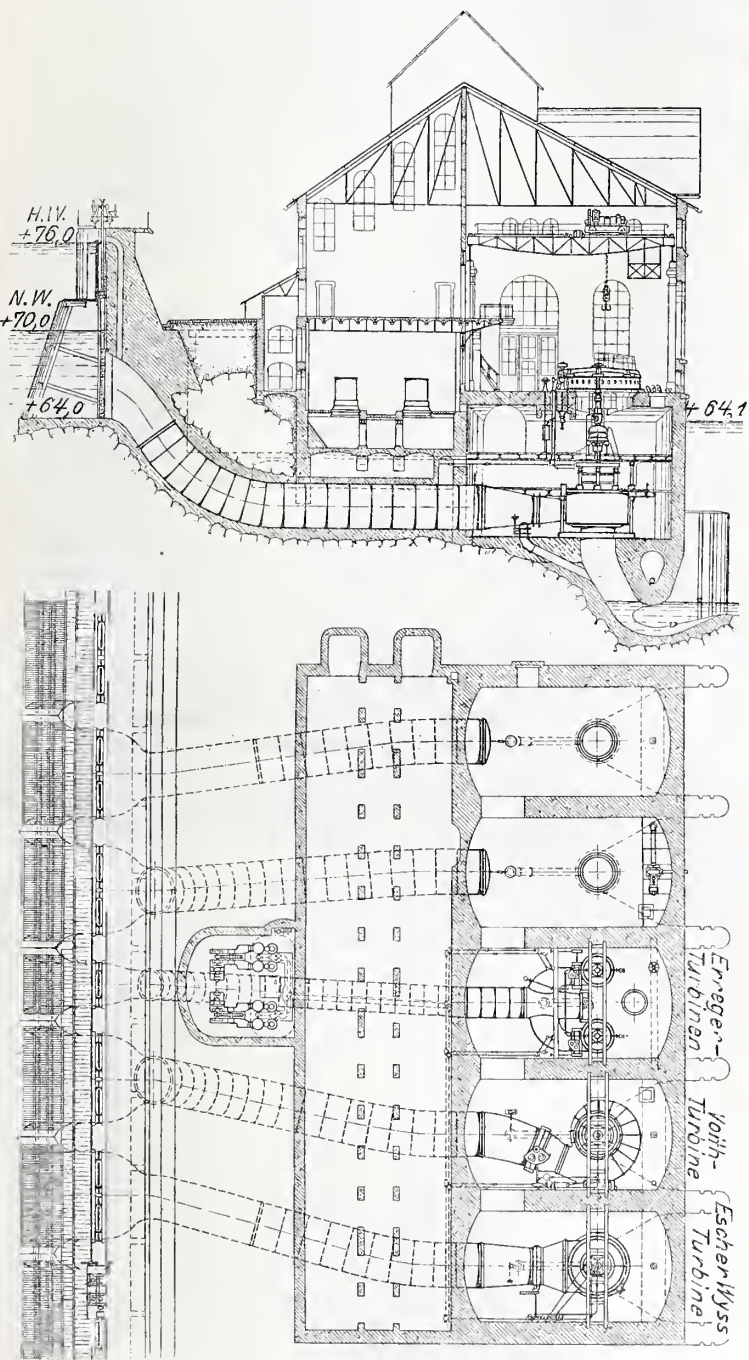 H.W.
+76,0
N.W.
+70,0
+64,0
+64,1
Erreger-
Turbinen
Voith-
Turbine
Escher Wyss
Turbine